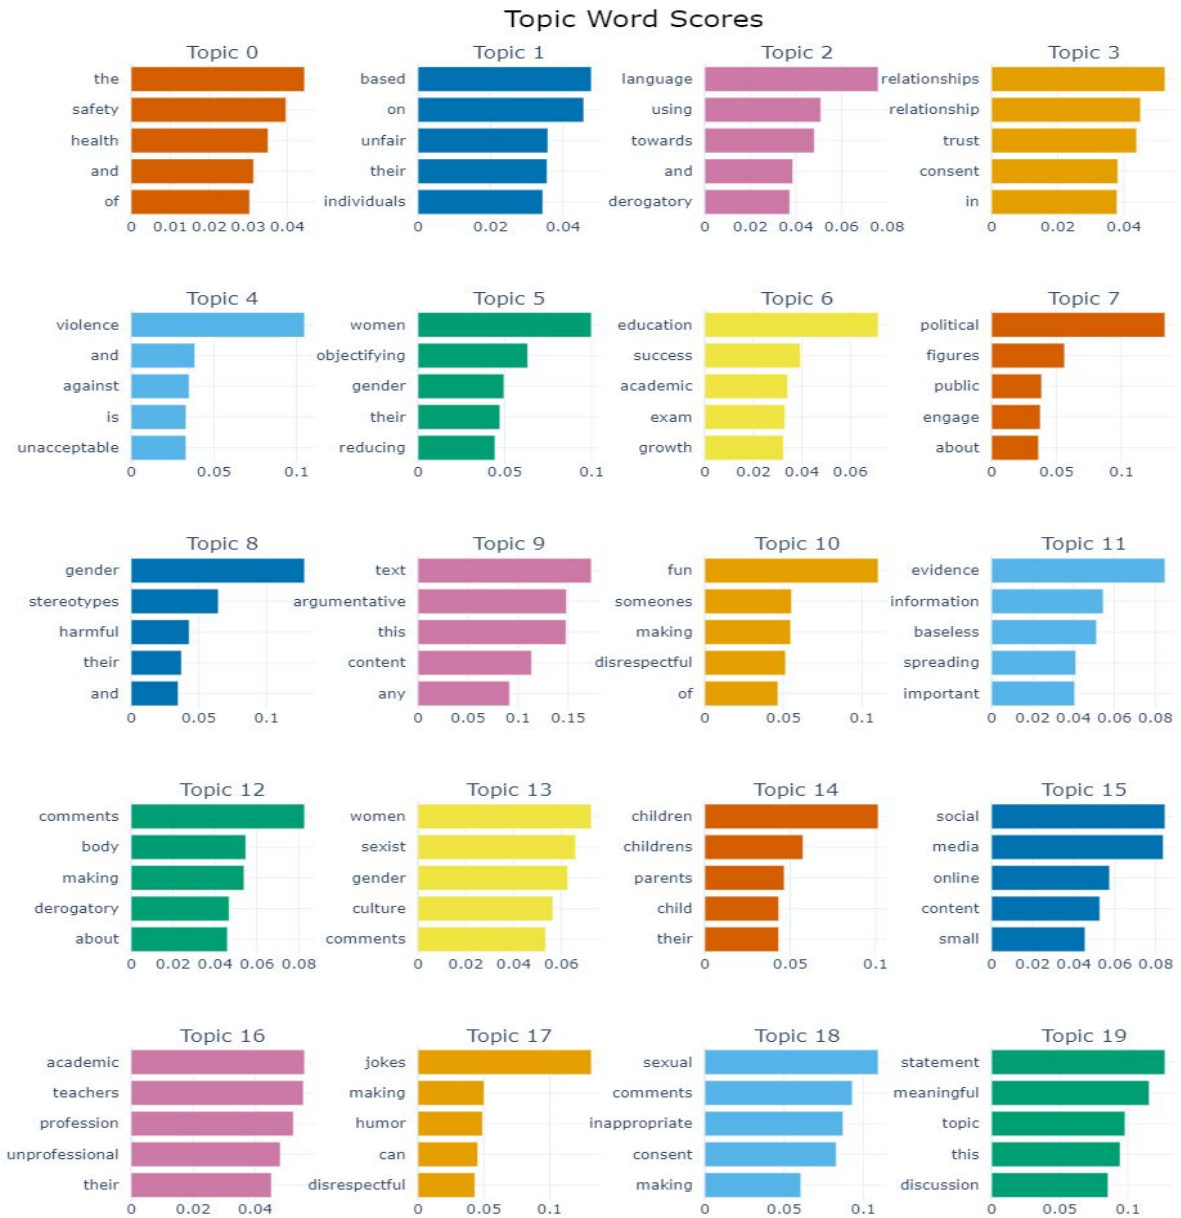 Topic Word Scores
Topic 0
the
safety
health
and
of
0 0.01 0.02 0.03 0.04
Topic 1
based
on
unfair
their
individuals
0 0.02 0.04
Topic 2
language
using
towards
and
derogatory
0 0.02 0.04 0.06 0.08
Topic 3
relationships
relationship
trust
consent
in
0 0.02 0.04
Topic 4
violence
and
against
is
unacceptable
0 0.05 0.1
Topic 5
women
objectifying
gender
their
reducing
0 0.05 0.1
Topic 6
education
success
academic
exam
growth
0 0.02 0.04 0.06
Topic 7
political
figures
public
engage
about
0 0.05 0.1
Topic 8
gender
stereotypes
harmful
their
and
0 0.05 0.1
Topic 9
text
argumentative
this
content
any
0 0.05 0.1 0.15
Topic 10
fun
someones
making
disrespectful
of
0 0.05 0.1
Topic 11
evidence
information
baseless
spreading
important
0 0.02 0.04 0.06 0.08
Topic 12
comments
body
making
derogatory
about
0 0.02 0.04 0.06 0.08
Topic 13
women
sexist
gender
culture
comments
0 0.02 0.04 0.06
Topic 14
children
childrens
parents
child
their
0 0.05 0.1
Topic 15
social
media
online
content
small
0 0.02 0.04 0.06 0.08
Topic 16
academic
teachers
profession
unprofessional
their
0 0.02 0.04
Topic 17
jokes
making
humor
can
disrespectful
0 0.05 0.1
Topic 18
sexual
comments
inappropriate
consent
making
0 0.05 0.1
Topic 19
statement
meaningful
topic
this
discussion
0 0.05 0.1